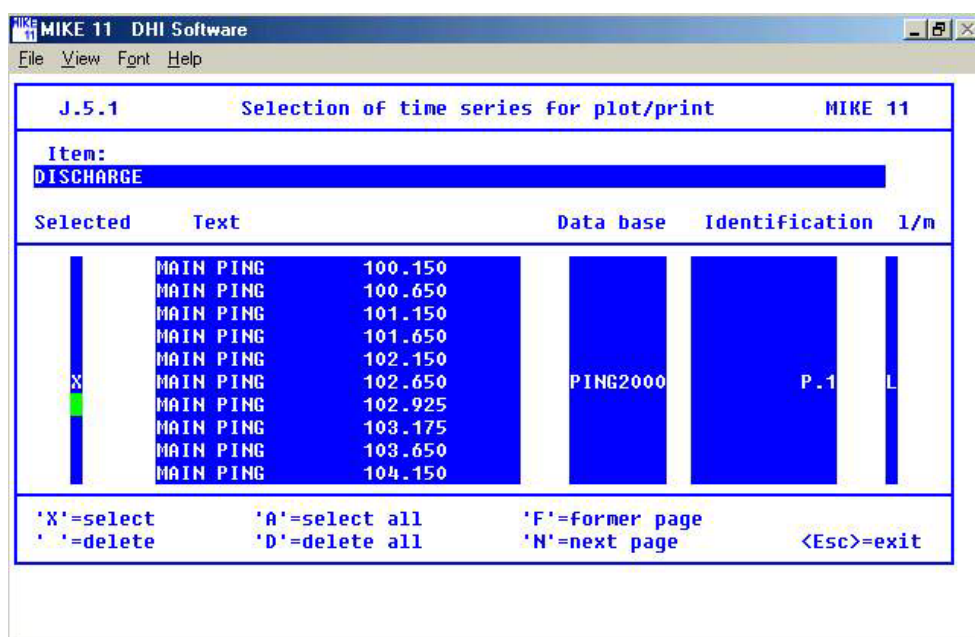 MIKE 11 MIKE 11 DHI Software
File View Font Help
J.5.1 Selection of time series for plot/print MIKE 11
Item:
DISCHARGE
Selected Text Data base Identification l/m
MAIN PING 100.150
MAIN PING 100.650
MAIN PING 101.150
MAIN PING 101.650
MAIN PING 102.150
X MAIN PING 102.650 PING2000 P.1 L
MAIN PING 102.925
MAIN PING 103.175
MAIN PING 103.650
MAIN PING 104.150
'X'=select 'A'=select all 'F'=former page
' '=delete 'D'=delete all 'N'=next page <Esc>=exit